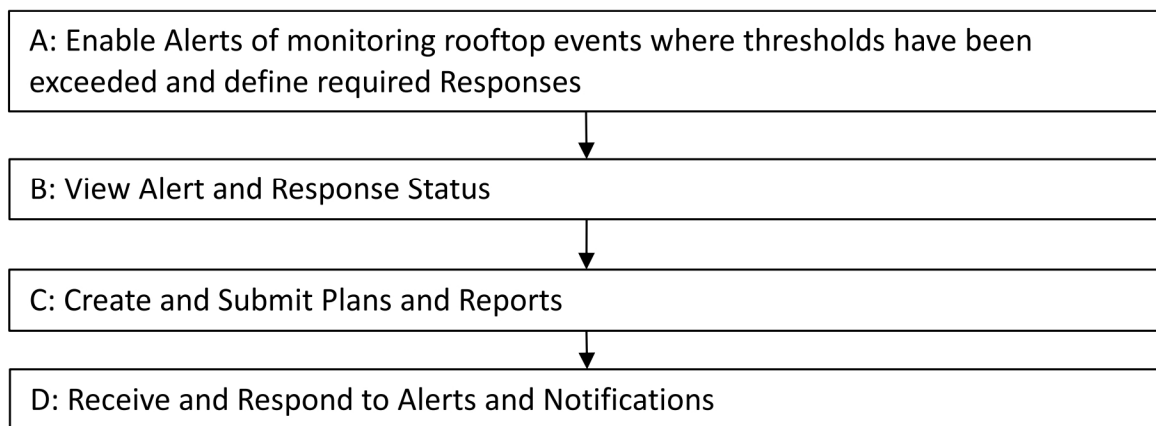 A: Enable Alerts of monitoring rooftop events where thresholds have been
exceeded and define required Responses
B: View Alert and Response Status
C: Create and Submit Plans and Reports
D: Receive and Respond to Alerts and Notifications